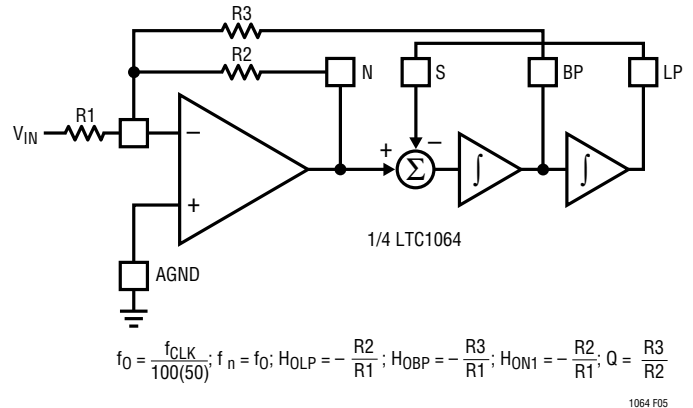 R3
R2
N
S
BP
LP
R1
VIN
−
+
+
−
Σ
∫
∫
1/4 LTC1064
AGND
fO = fCLK / 100(50); f n = fO; HOLP = – R2/R1; HOBP = – R3/R1; HON1 = – R2/R1; Q = R3/R2
1064 F05